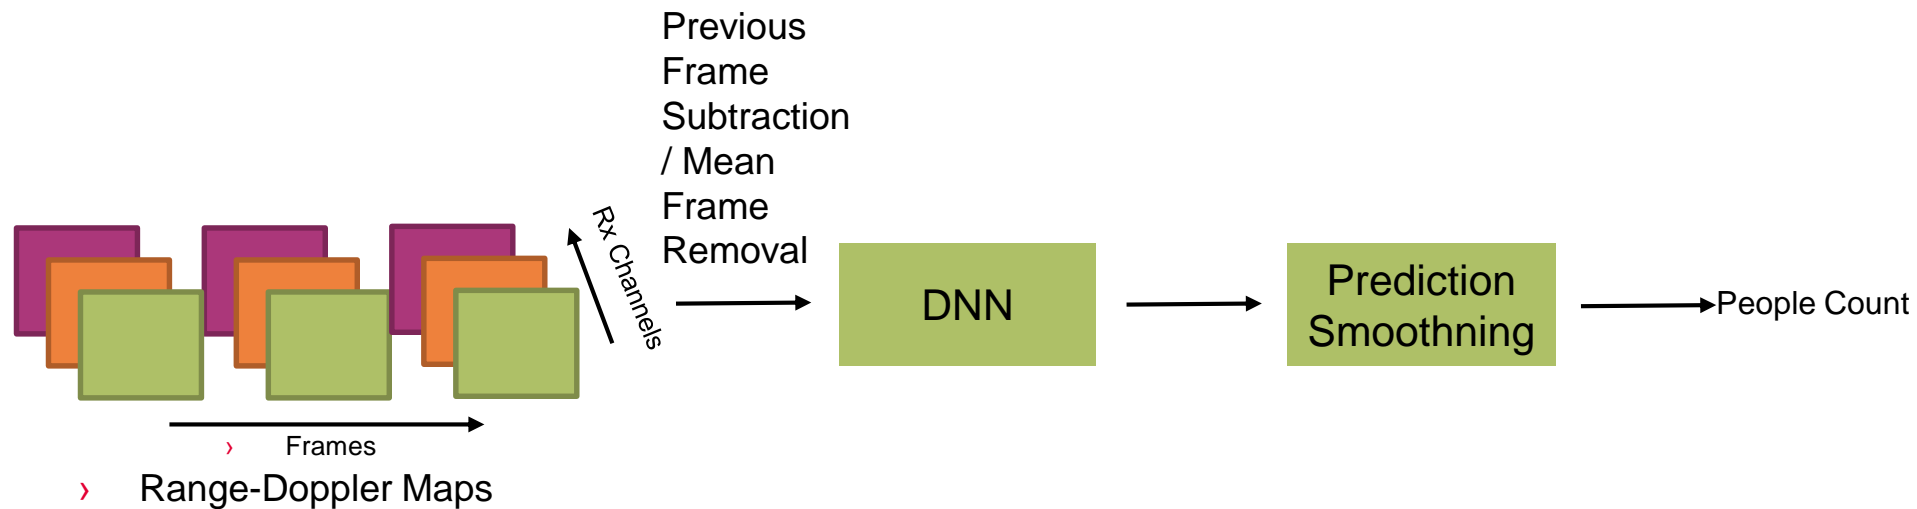 Previous
Frame
Subtraction
/ Mean
Frame
Removal
Rx Channels
DNN
Prediction
Smoothning
People Count
› Frames
› Range-Doppler Maps